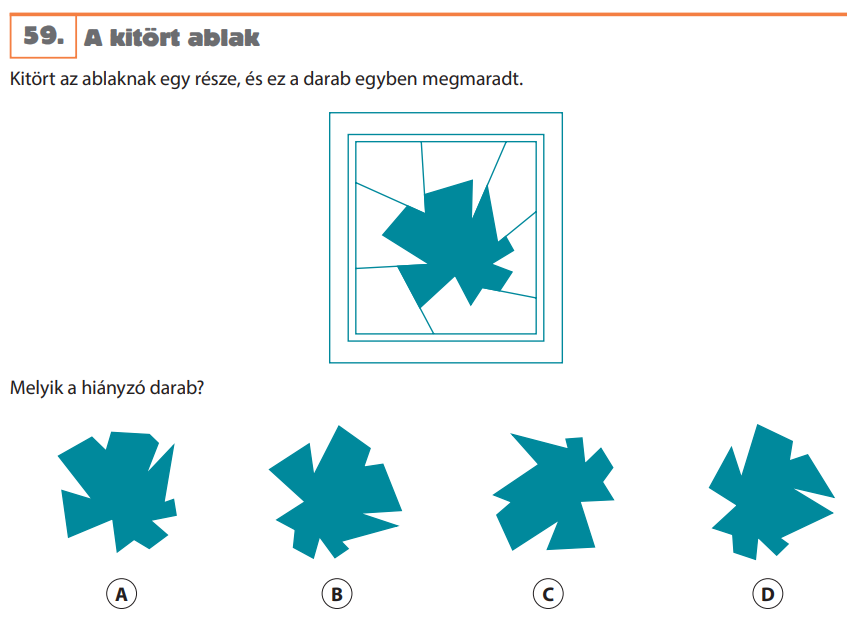 59. A kitört ablak
Kitört az ablaknak egy része, és ez a darab egyben megmaradt.
Melyik a hiányzó darab?
A B C D